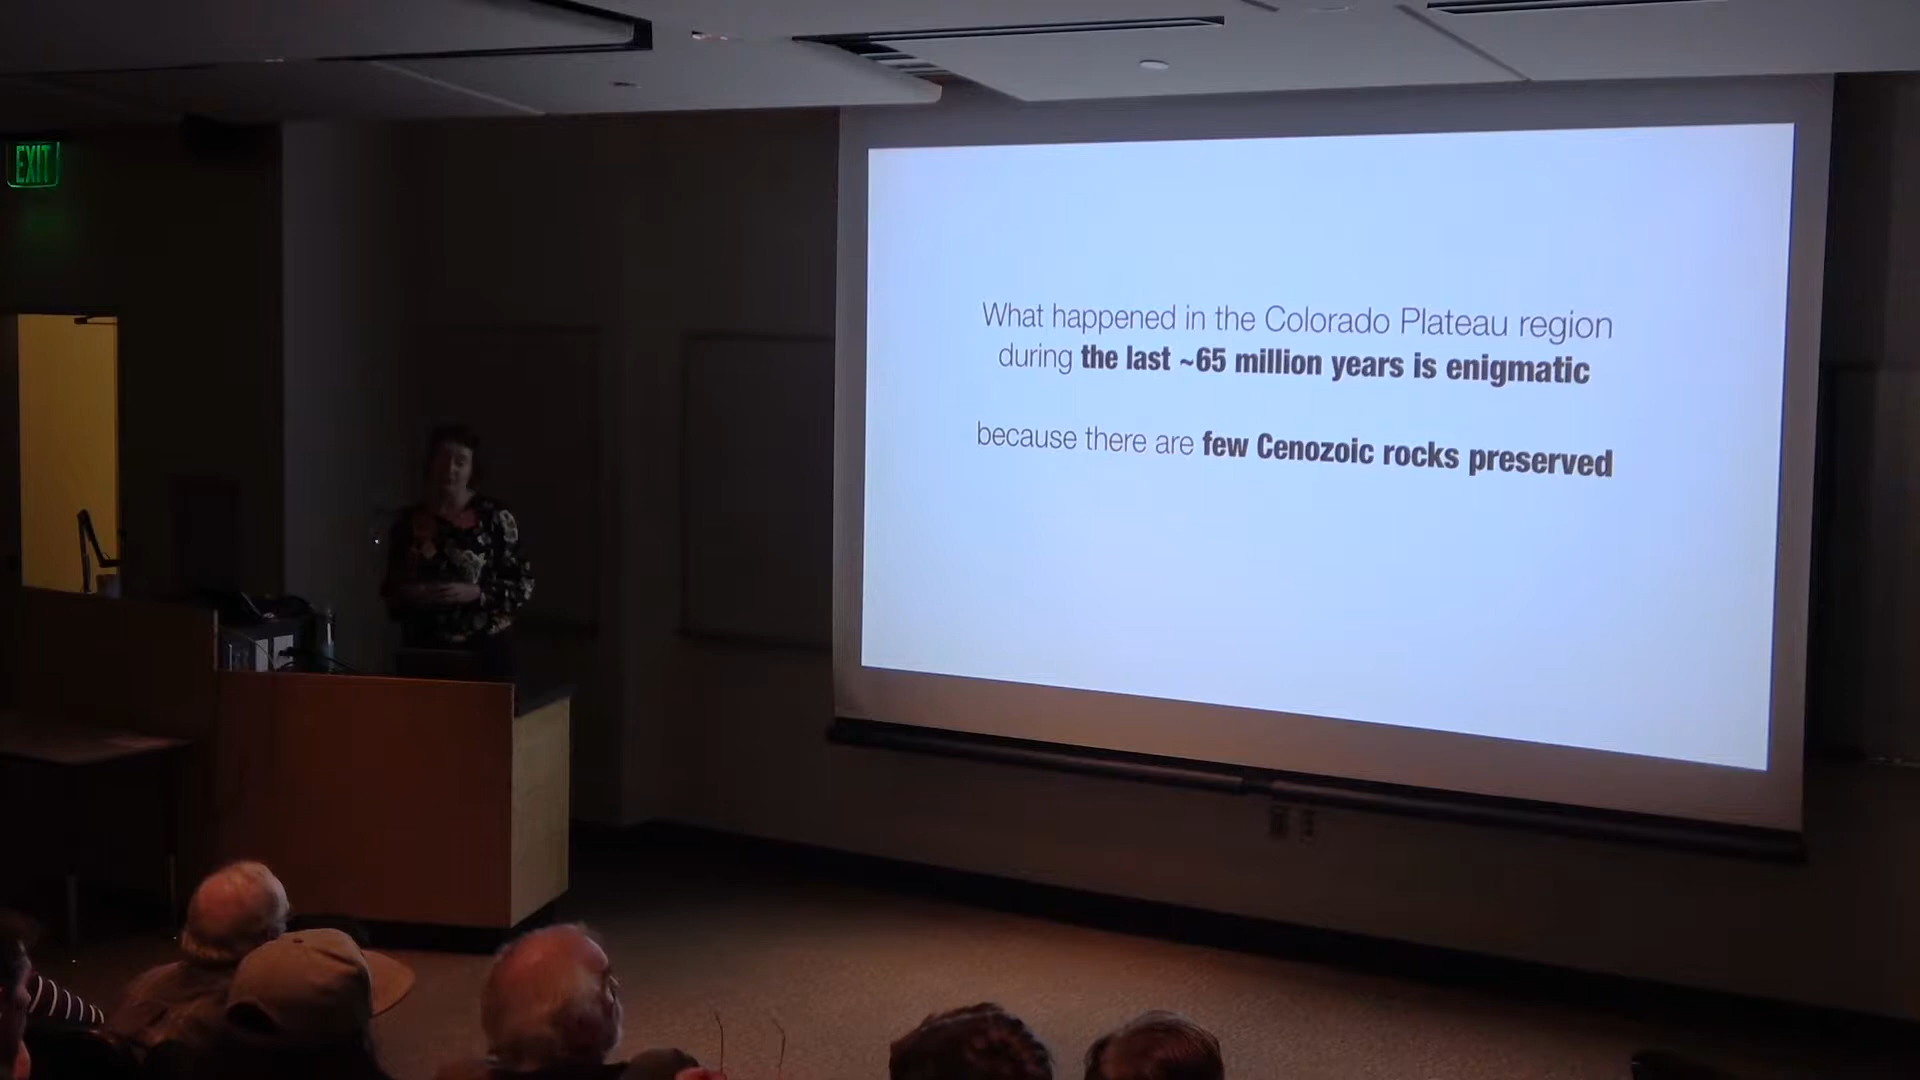 EXIT
What happened in the Colorado Plateau region
during the last ~65 million years is enigmatic
because there are few Cenozoic rocks preserved